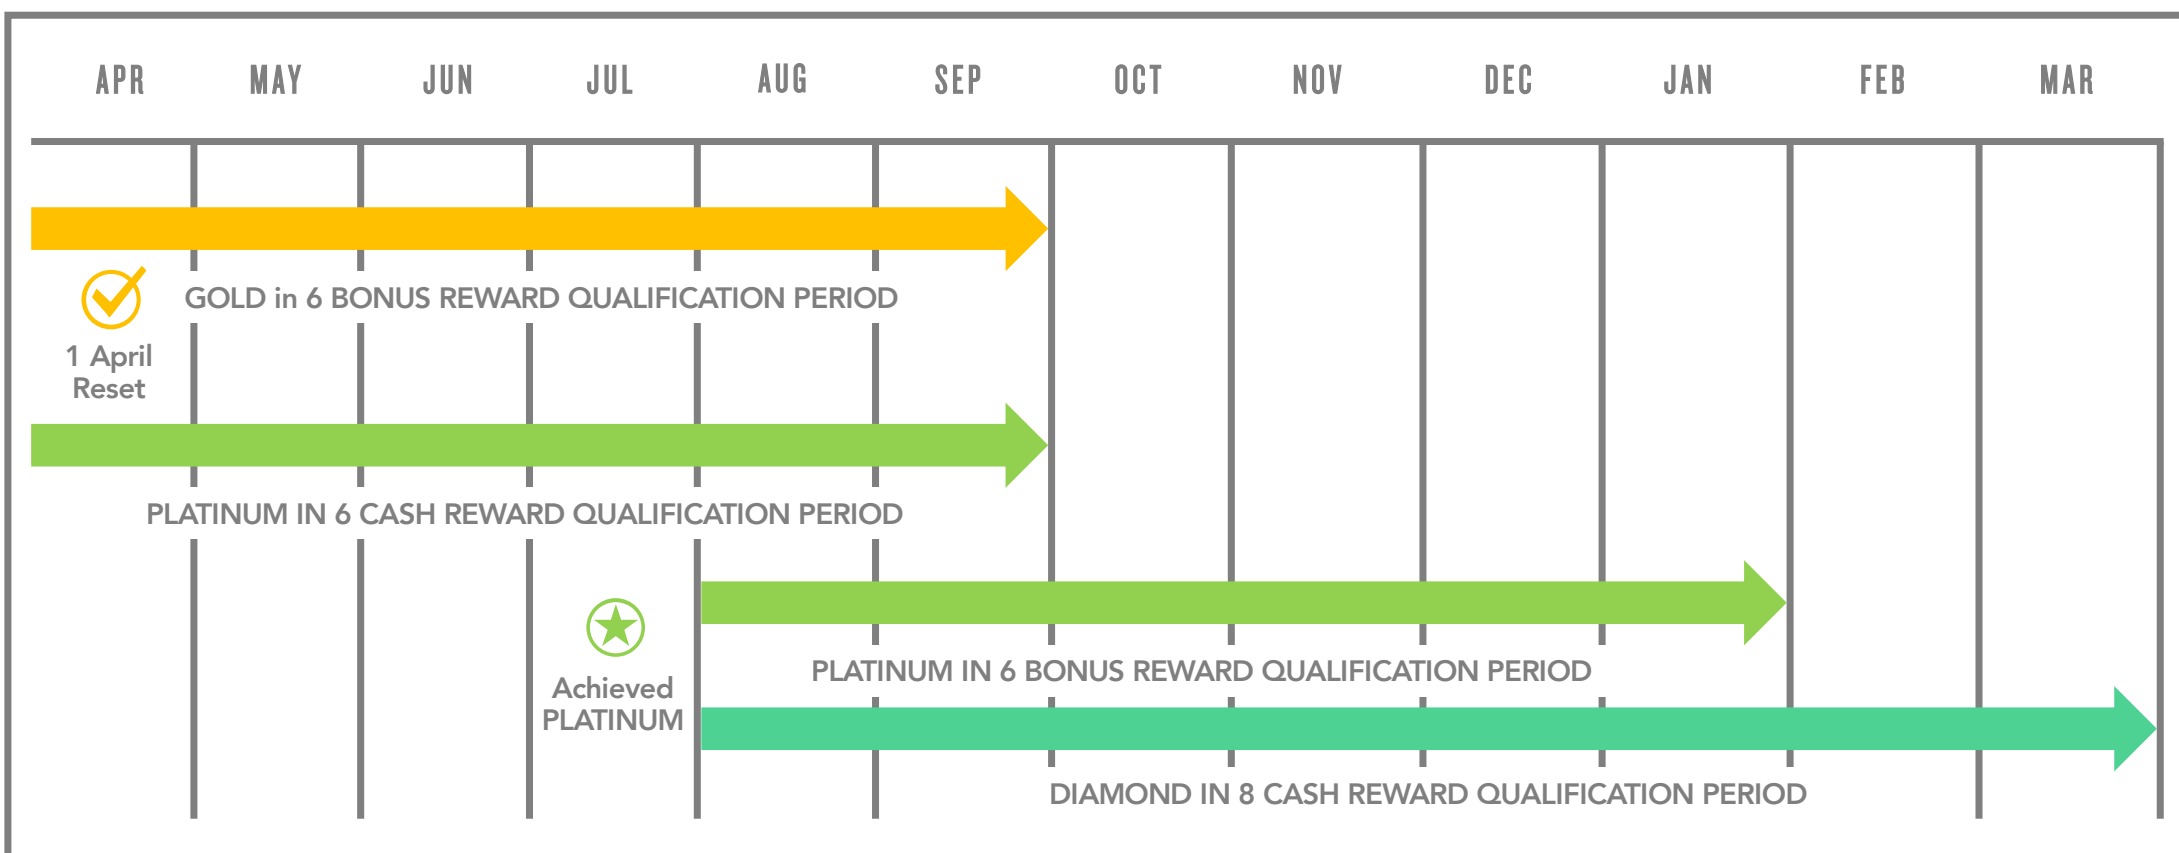 APR MAY JUN JUL AUG SEP OCT NOV DEC JAN FEB MAR
GOLD in 6 BONUS REWARD QUALIFICATION PERIOD
1 April
Reset
PLATINUM IN 6 CASH REWARD QUALIFICATION PERIOD
Achieved
PLATINUM
PLATINUM IN 6 BONUS REWARD QUALIFICATION PERIOD
DIAMOND IN 8 CASH REWARD QUALIFICATION PERIOD